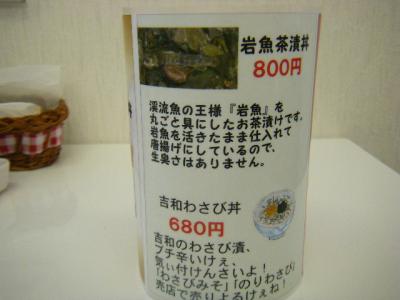 岩魚茶漬丼
800円
渓流魚の王様『岩魚』を
丸ごと具にしたお茶漬けです。
岩魚を活きたまま仕入れて
唐揚げにしているので、
生臭さはありません。
吉和わさび丼
680円
吉和のわさび漬、
ブチ辛いけぇ、
気ぃ付けんさいよ!
「わさびみそ」「のりわさび」
売店で売りよるけぇね!